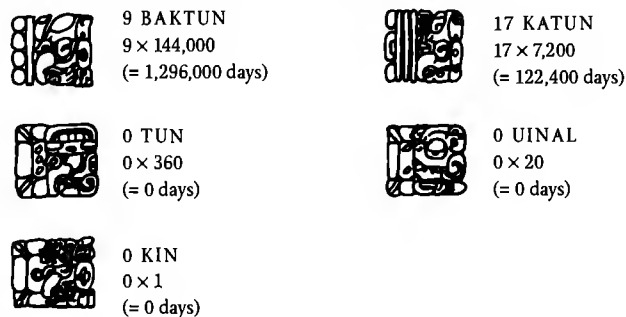 9 BAKTUN
9 × 144,000
(= 1,296,000 days)
17 KATUN
17 × 7,200
(= 122,400 days)
0 TUN
0 × 360
(= 0 days)
0 UINAL
0 × 20
(= 0 days)
0 KIN
0 × 1
(= 0 days)